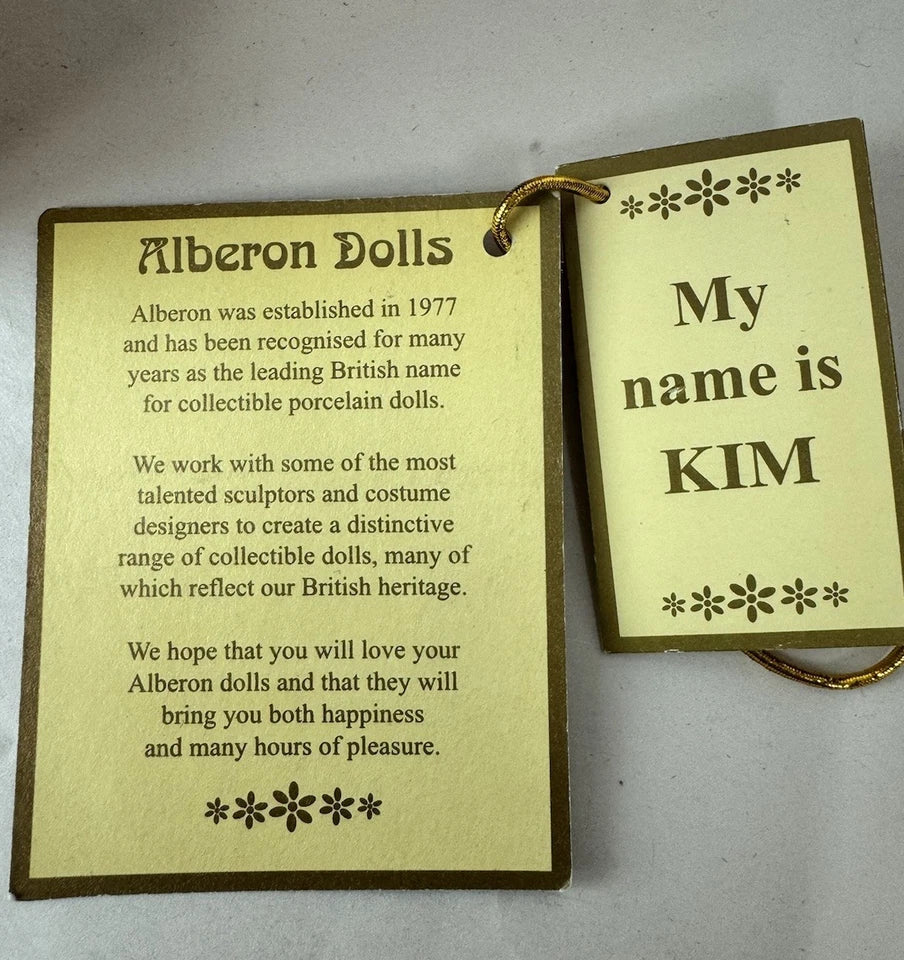 Alberon Dolls
Alberon was established in 1977
and has been recognised for many
years as the leading British name
for collectible porcelain dolls.
We work with some of the most
talented sculptors and costume
designers to create a distinctive
range of collectible dolls, many of
which reflect our British heritage.
We hope that you will love your
Alberon dolls and that they will
bring you both happiness
and many hours of pleasure.
My
name is
KIM